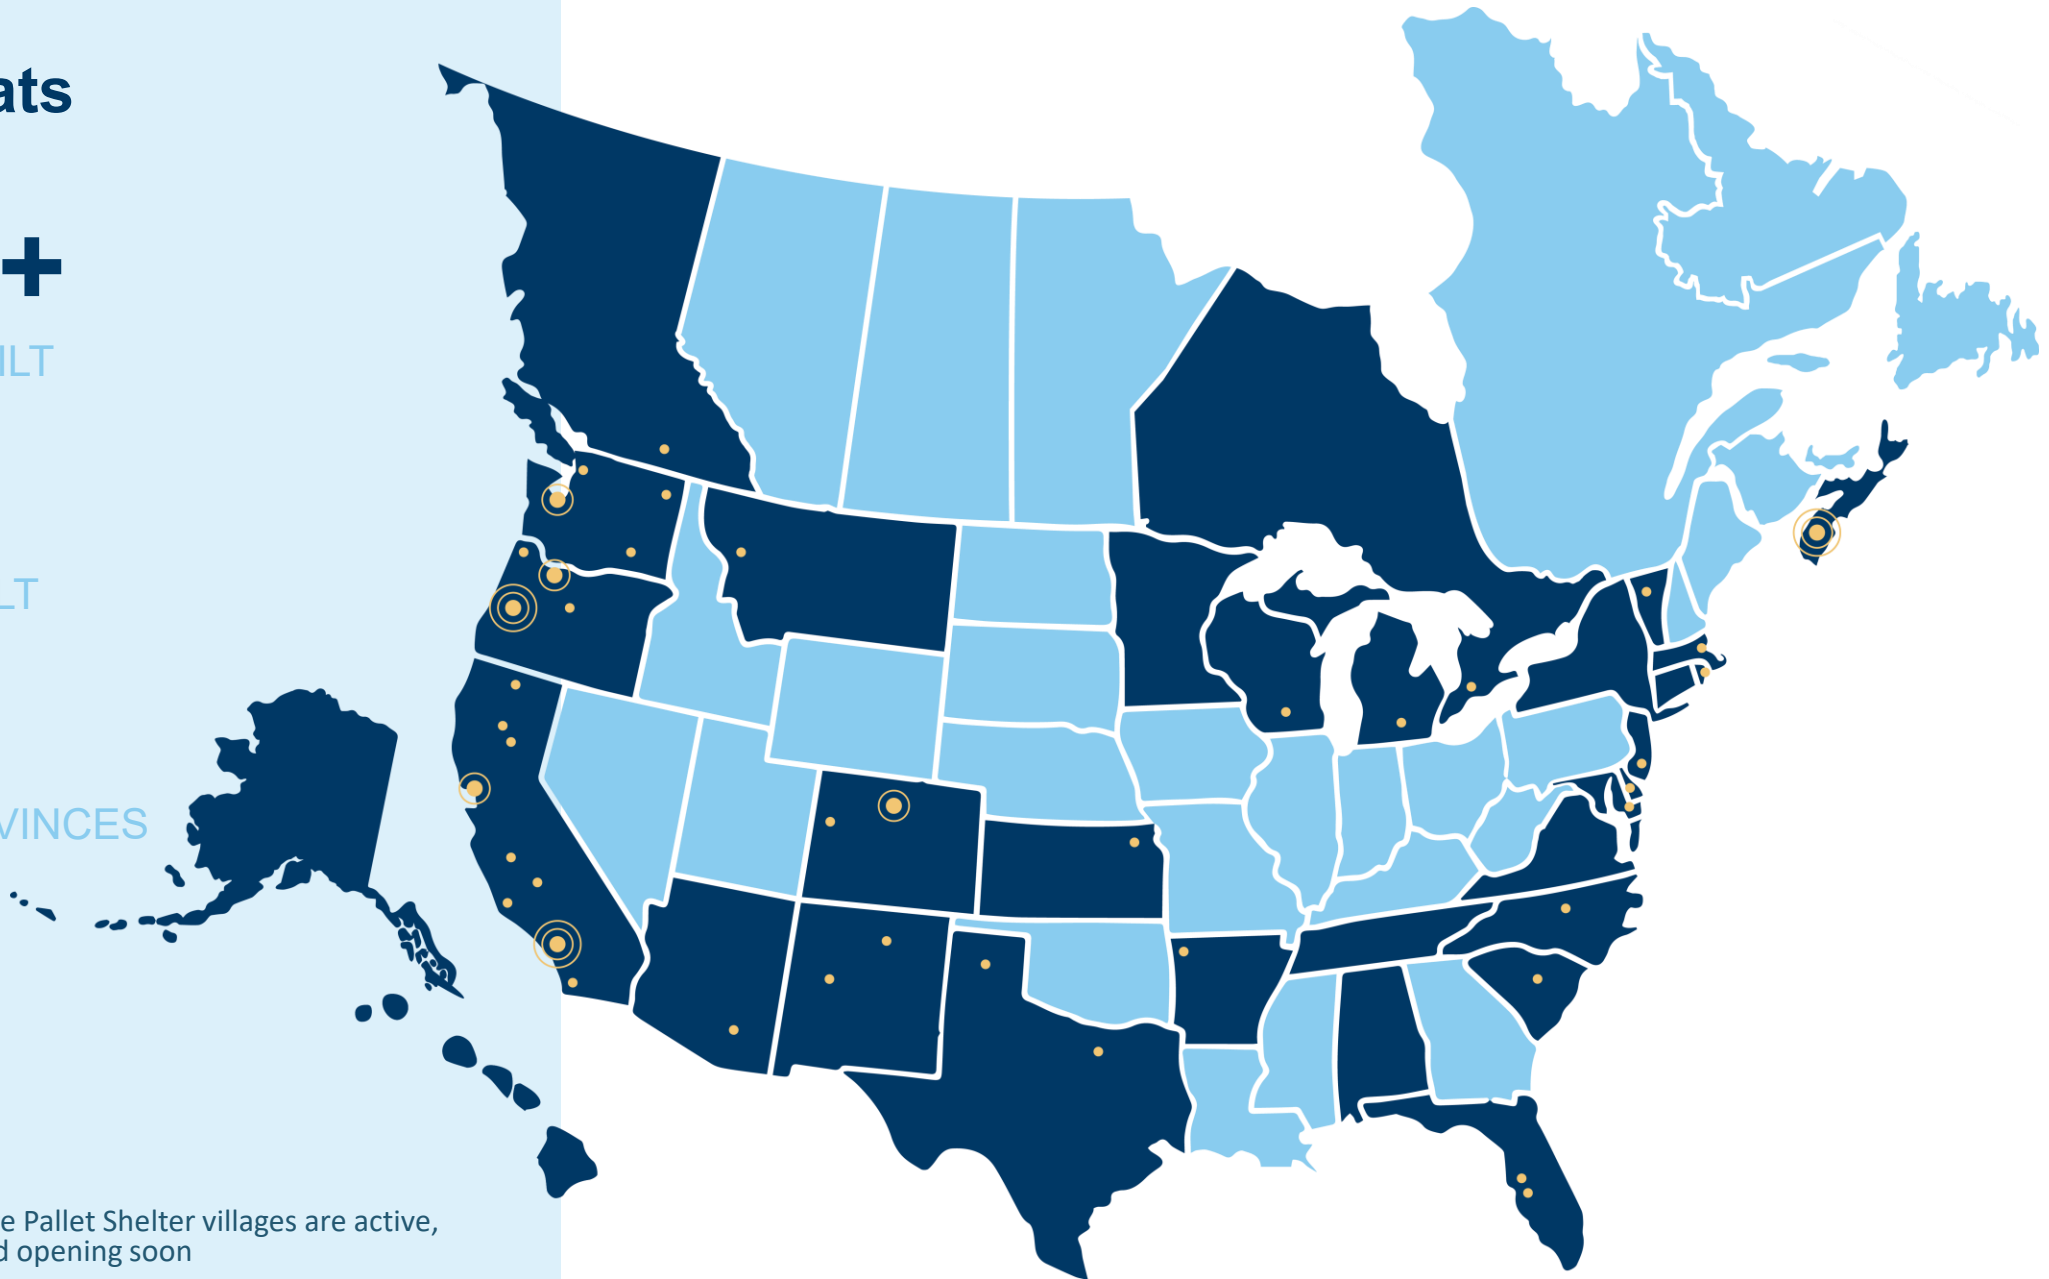 ats
+
ILT
LT
VINCES
e Pallet Shelter villages are active,
d opening soon